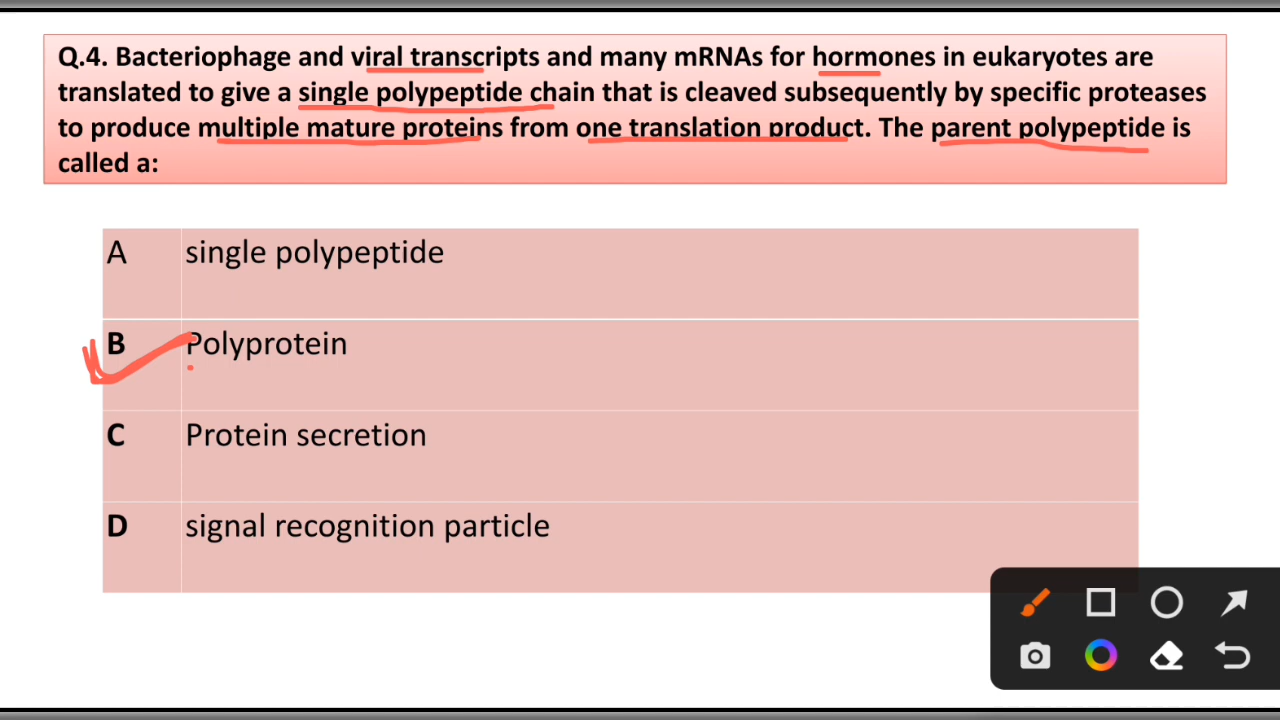 Q.4. Bacteriophage and viral transcripts and many mRNAs for hormones in eukaryotes are
translated to give a single polypeptide chain that is cleaved subsequently by specific proteases
to produce multiple mature proteins from one translation product. The parent polypeptide is
called a:
A single polypeptide
B Polyprotein
C Protein secretion
D signal recognition particle